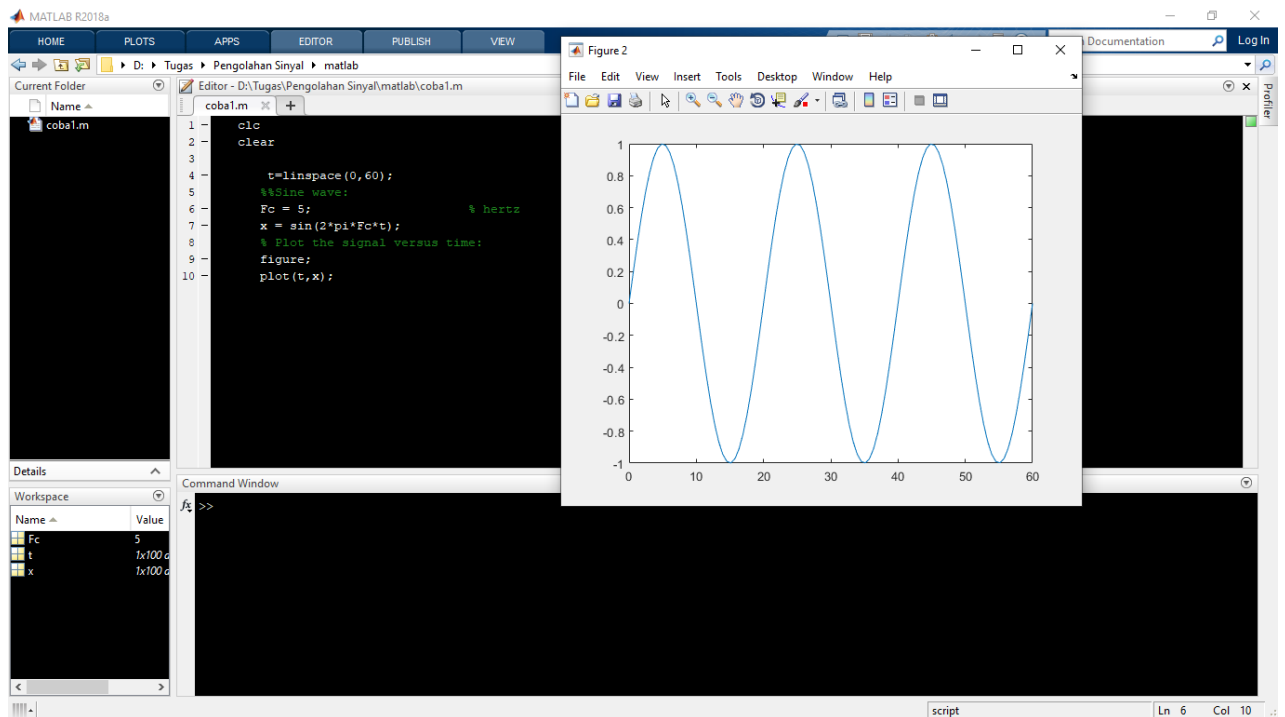 MATLAB R2018a
HOME PLOTS APPS EDITOR PUBLISH VIEW Documentation Log In
D: ▸ Tugas ▸ Pengolahan Sinyal ▸ matlab
Current Folder
Name
coba1.m
Editor - D:\Tugas\Pengolahan Sinyal\matlab\coba1.m
coba1.m
1 clc
2 clear
3
4 t=linspace(0,60);
5 %%Sine wave:
6 Fc = 5; % hertz
7 x = sin(2*pi*Fc*t);
8 % Plot the signal versus time:
9 figure;
10 plot(t,x);
Figure 2
File Edit View Insert Tools Desktop Window Help
1
0.8
0.6
0.4
0.2
0
-0.2
-0.4
-0.6
-0.8
-1
0 10 20 30 40 50 60
Profiler
Details
Workspace
Name Value
Fc 5
t 1x100 d
x 1x100 d
Command Window
fx >>
script Ln 6 Col 10